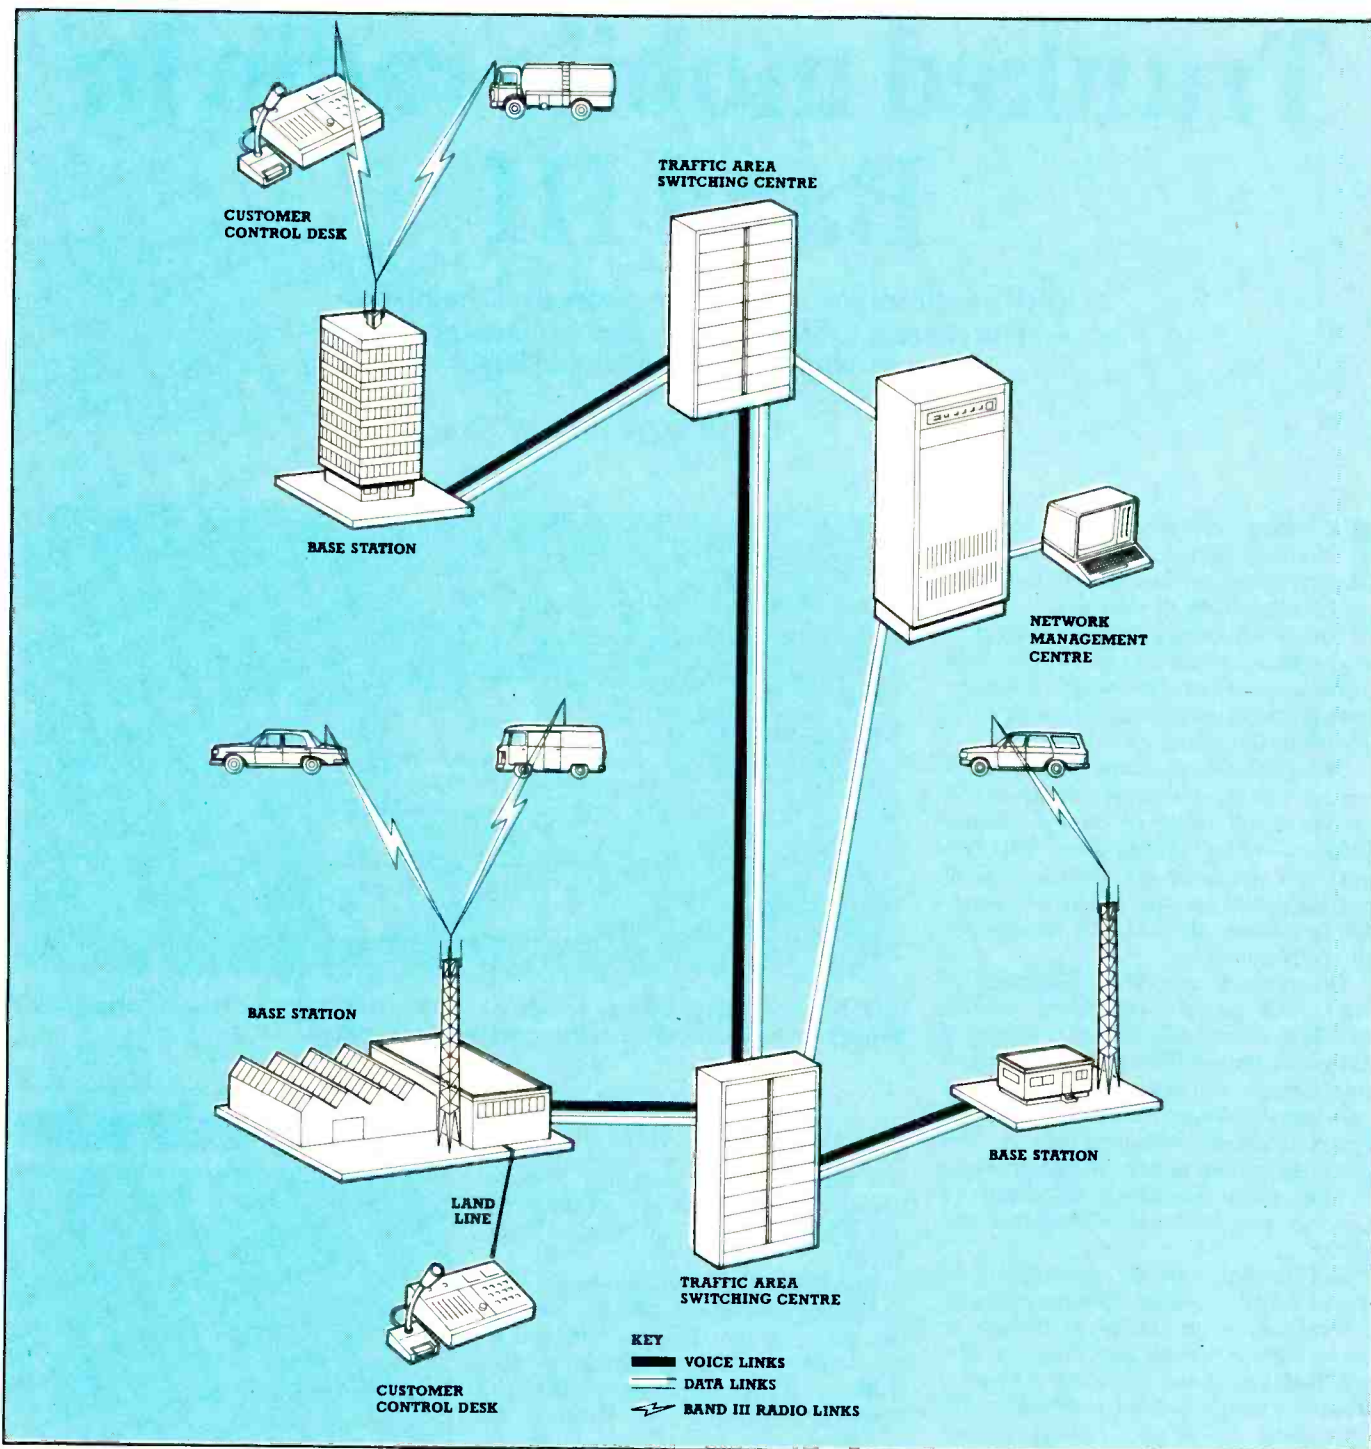 TRAFFIC AREA
SWITCHING CENTRE
CUSTOMER
CONTROL DESK
BASE STATION
NETWORK
MANAGEMENT
CENTRE
BASE STATION
BASE STATION
LAND
LINE
TRAFFIC AREA
SWITCHING CENTRE
CUSTOMER
CONTROL DESK
KEY
VOICE LINKS
DATA LINKS
BAND III RADIO LINKS